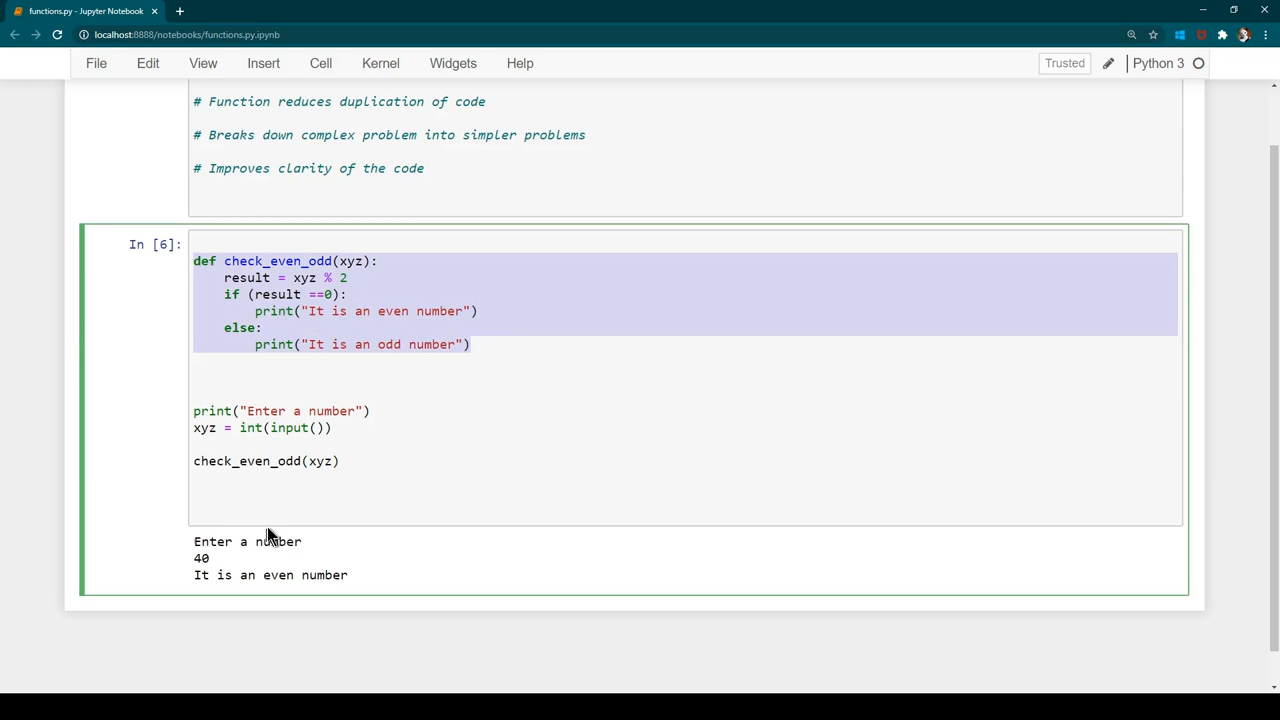 functions.py - Jupyter Notebook
localhost:8888/notebooks/functions.py.ipynb
File Edit View Insert Cell Kernel Widgets Help Trusted Python 3
# Function reduces duplication of code
# Breaks down complex problem into simpler problems
# Improves clarity of the code
In [6]:
def check_even_odd(xyz):
result = xyz % 2
if (result ==0):
print("It is an even number")
else:
print("It is an odd number")
print("Enter a number")
xyz = int(input())
check_even_odd(xyz)
Enter a number
40
It is an even number